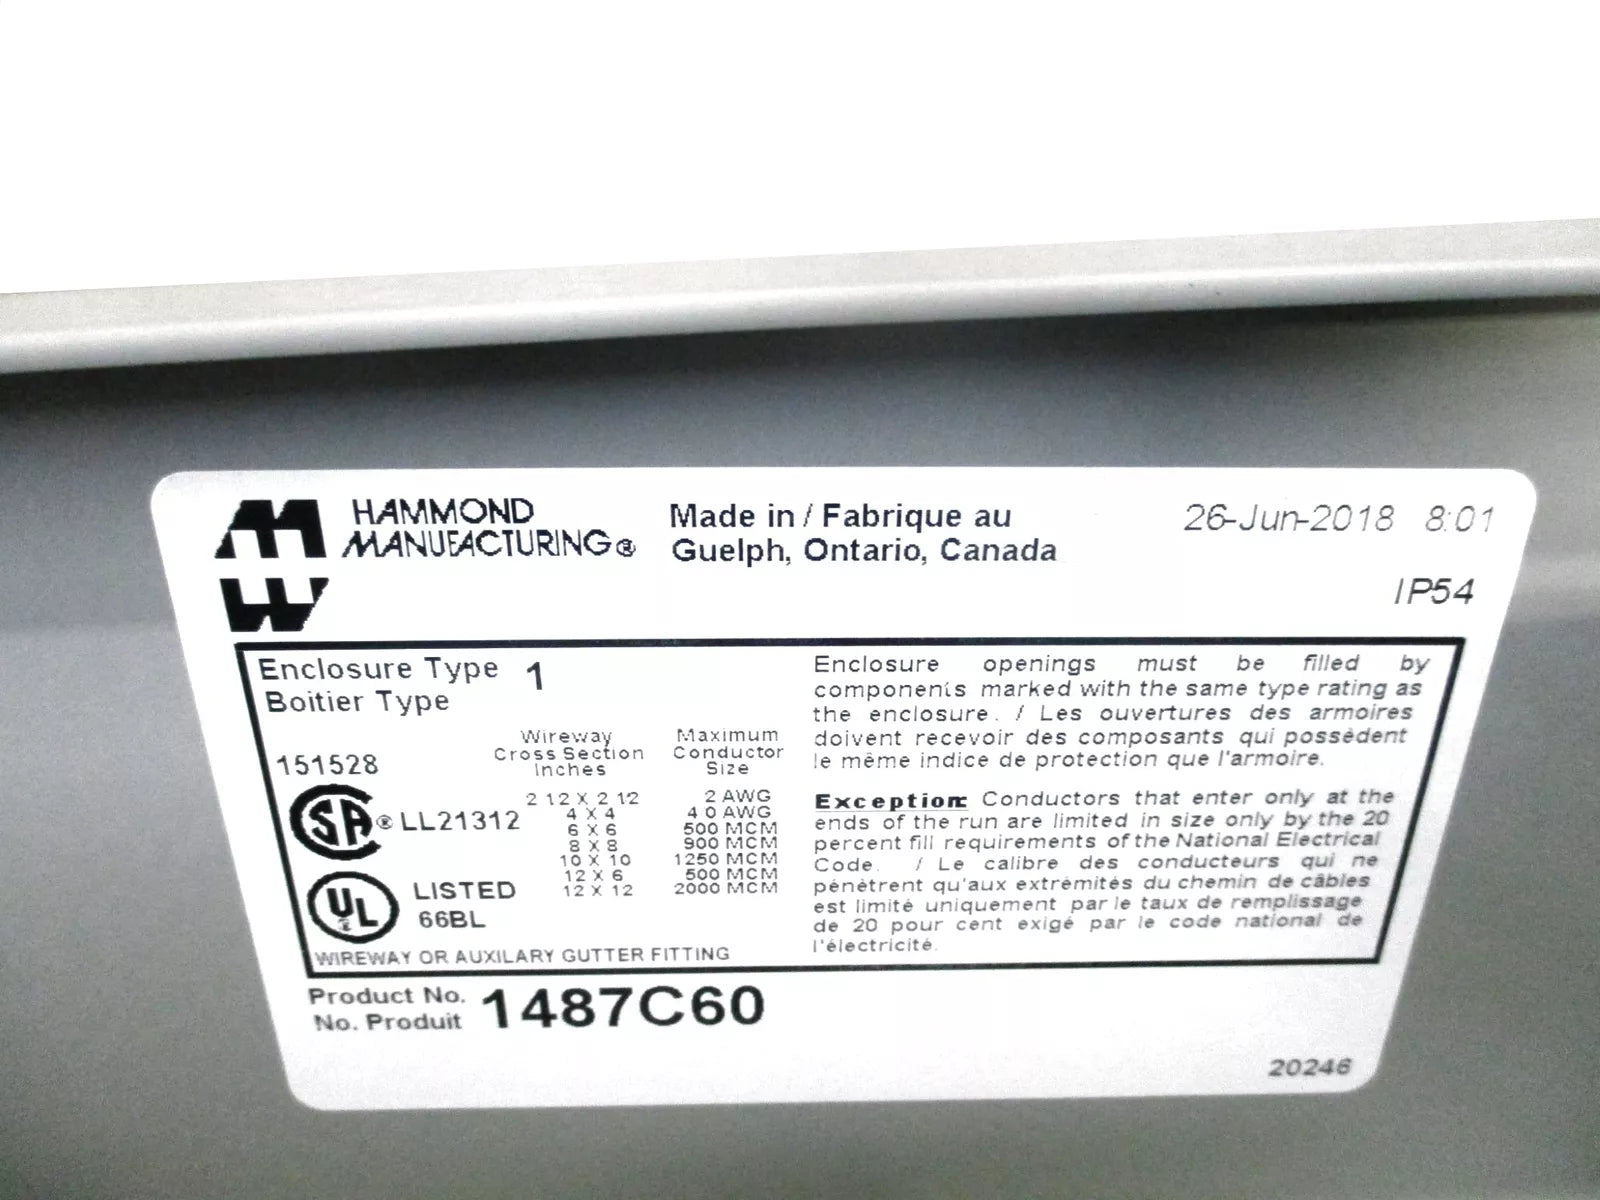 HAMMOND
MANUFACTURING®
Made in / Fabrique au
Guelph, Ontario, Canada
26-Jun-2018 8:01
IP54
Enclosure Type 1
Boitier Type
151528
®LL21312
LISTED
66BL
Wireway
Cross Section
Inches
Maximum
Conductor
Size
2 12 X 2 12 2 AWG
4 X 4 4 0 AWG
6 X 6 500 MCM
8 X 8 900 MCM
10 X 10 1250 MCM
12 X 6 500 MCM
12 X 12 2000 MCM
WIREWAY OR AUXILARY GUTTER FITTING
Enclosure openings must be filled by
components marked with the same type rating as
the enclosure. / Les ouvertures des armoires
doivent recevoir des composants qui possèdent
le même indice de protection que l'armoire.
Exception: Conductors that enter only at the
ends of the run are limited in size only by the 20
percent fill requirements of the National Electrical
Code. / Le calibre des conducteurs qui ne
pénètrent qu'aux extrémités du chemin de câbles
est limité uniquement par le taux de remplissage
de 20 pour cent exigé par le code national de
l'électricité.
Product No. 1487C60
No. Produit
20246